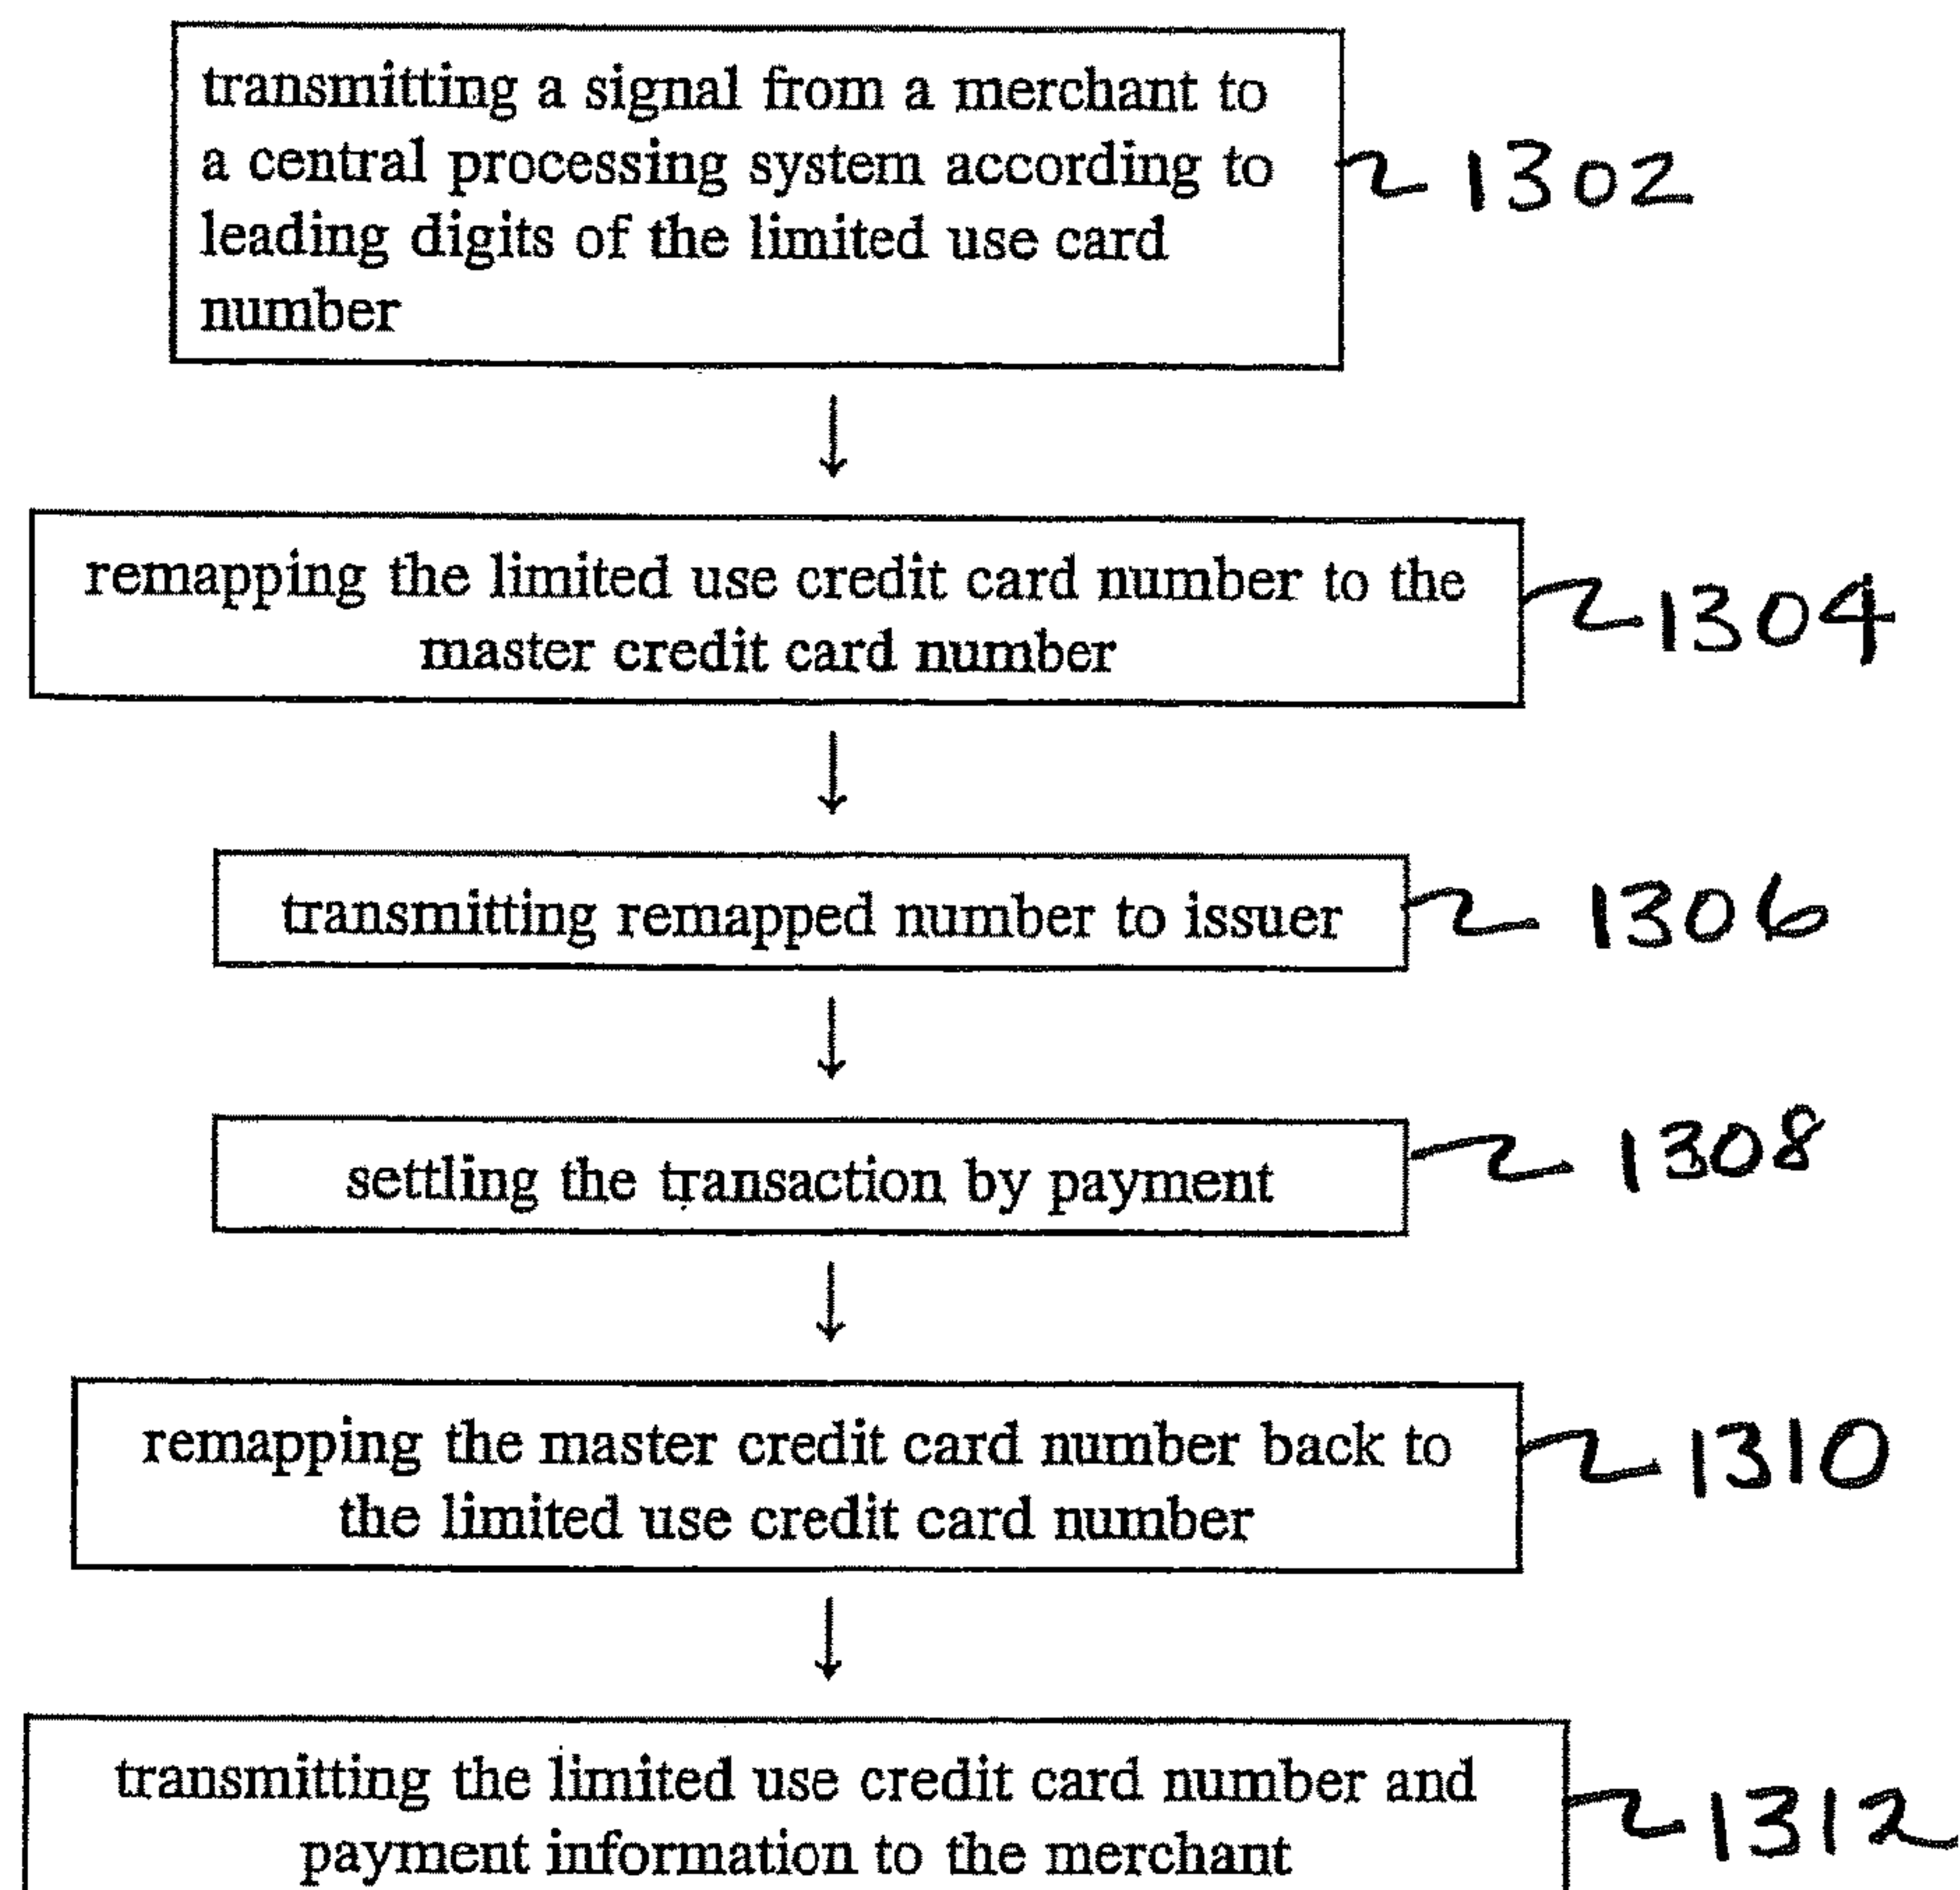 transmitting a signal from a merchant to
a central processing system according to
leading digits of the limited use card
number
1302
remapping the limited use credit card number to the
master credit card number
1304
transmitting remapped number to issuer
1306
settling the transaction by payment
1308
remapping the master credit card number back to
the limited use credit card number
1310
transmitting the limited use credit card number and
payment information to the merchant
1312